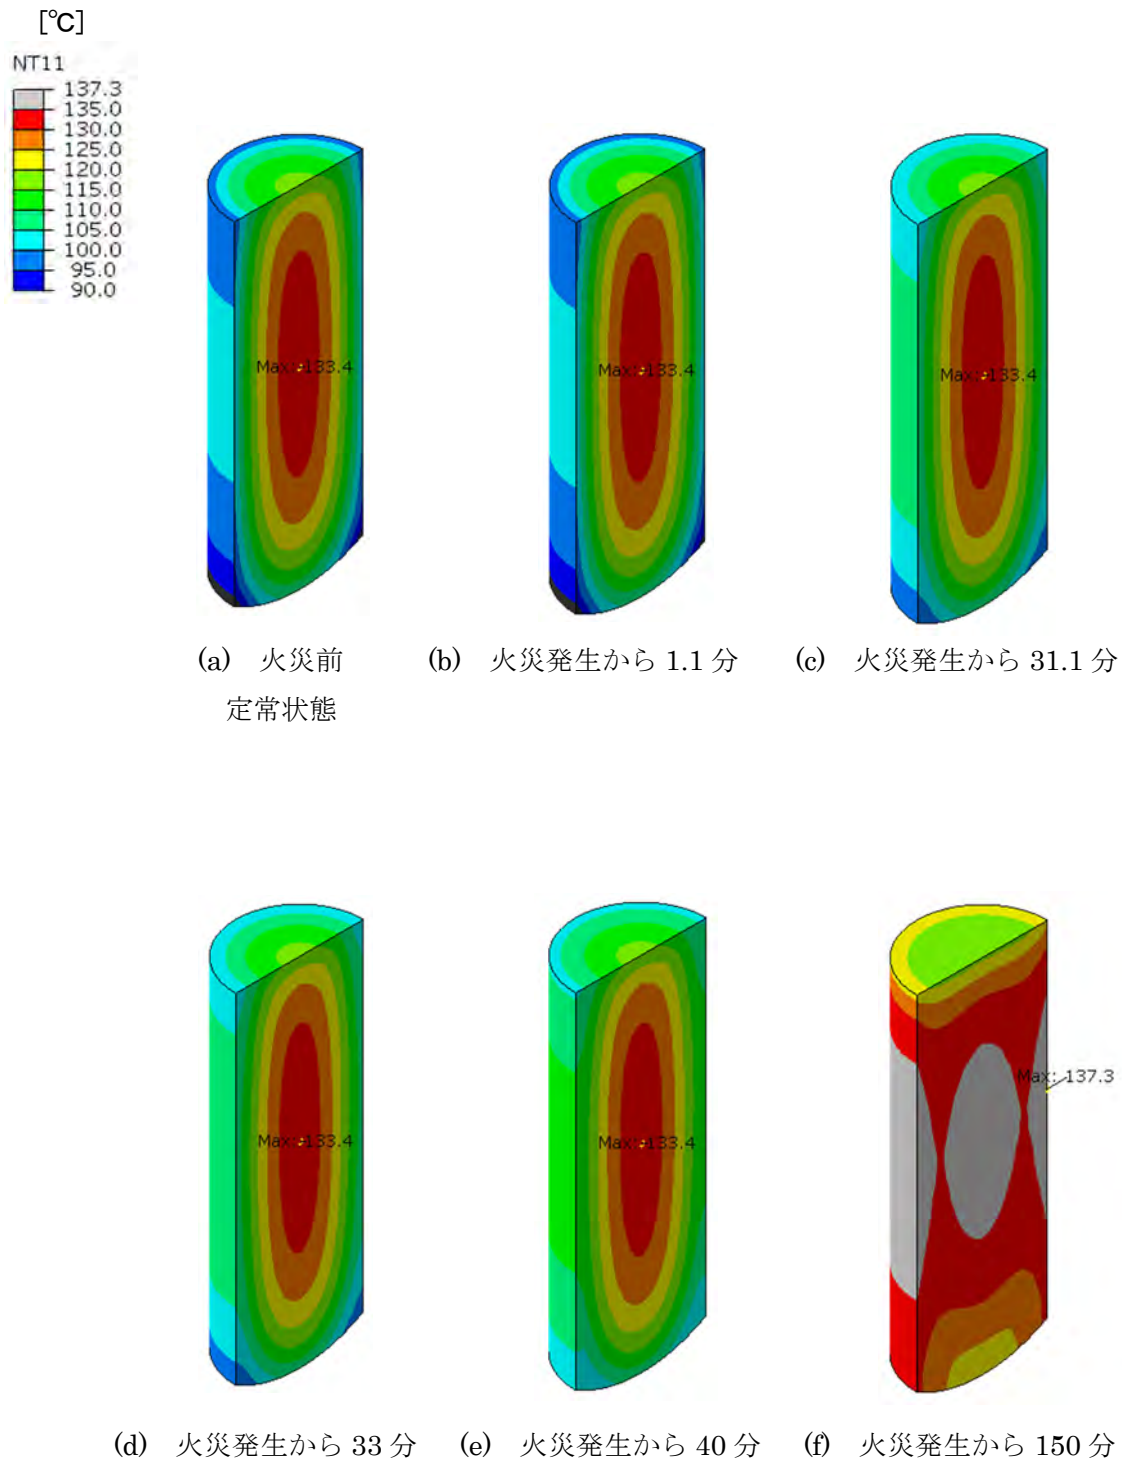 [℃]
NT11
137.3
135.0
130.0
125.0
120.0
115.0
110.0
105.0
100.0
95.0
90.0
Max: 133.4
Max: 133.4
Max: 133.4
(a) 火災前
定常状態
(b) 火災発生から 1.1 分
(c) 火災発生から 31.1 分
Max: 133.4
Max: 133.4
Max: 137.3
(d) 火災発生から 33 分
(e) 火災発生から 40 分
(f) 火災発生から 150 分